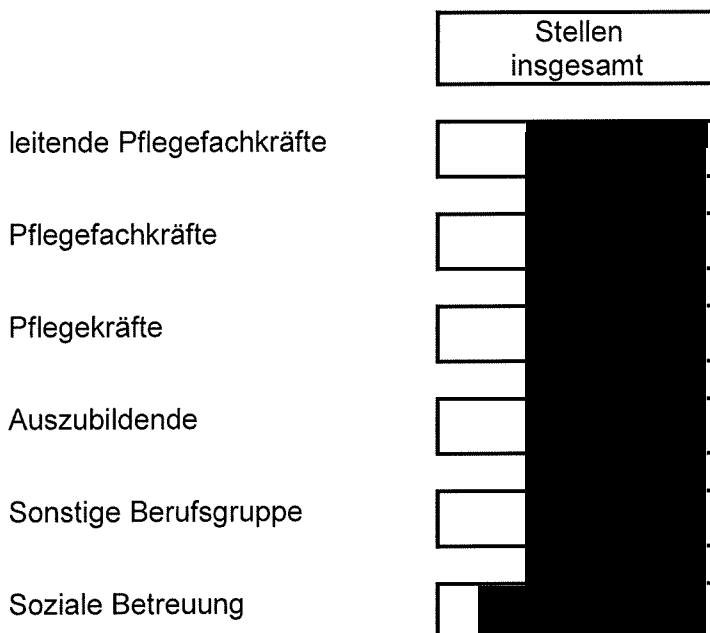 Stellen
insgesamt
leitende Pflegefachkräfte
Pflegefachkräfte
Pflegekräfte
Auszubildende
Sonstige Berufsgruppe
Soziale Betreuung